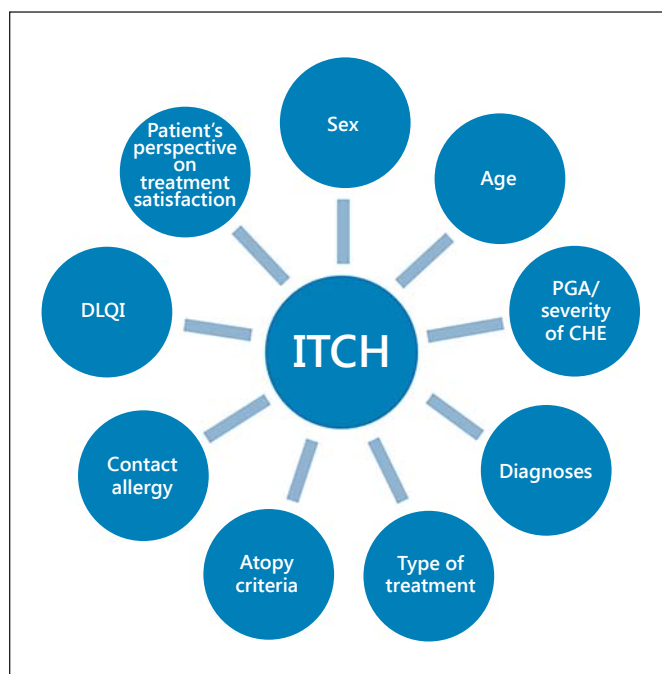 Sex
Age
PGA/
severity
of CHE
Diagnoses
Type of
treatment
Atopy
criteria
Contact
allergy
DLQI
Patient's
perspective
on
treatment
satisfaction
ITCH